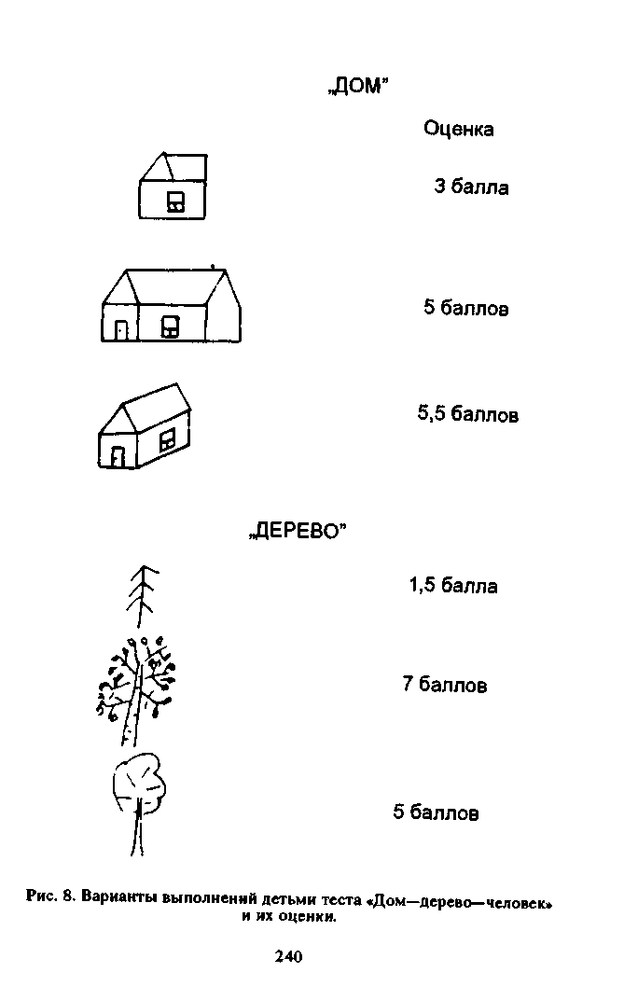 „ДОМ”
Оценка
3 балла
5 баллов
5,5 баллов
„ДЕРЕВО”
1,5 балла
7 баллов
5 баллов
Рис. 8. Варианты выполнений детьми теста «Дом—дерево—человек»
и их оценки.
240